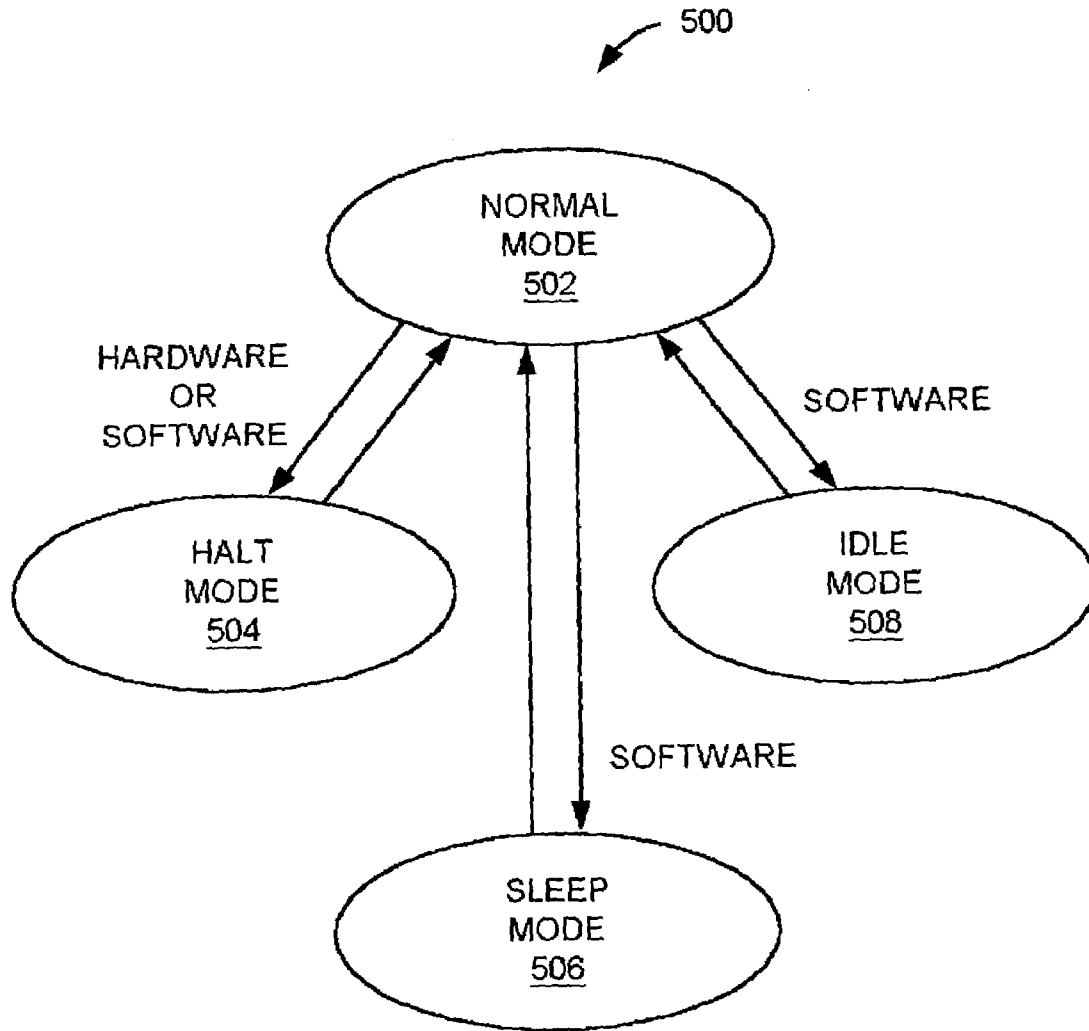 500
NORMAL
MODE
502
HARDWARE
OR
SOFTWARE
SOFTWARE
HALT
MODE
504
IDLE
MODE
508
SOFTWARE
SLEEP
MODE
506